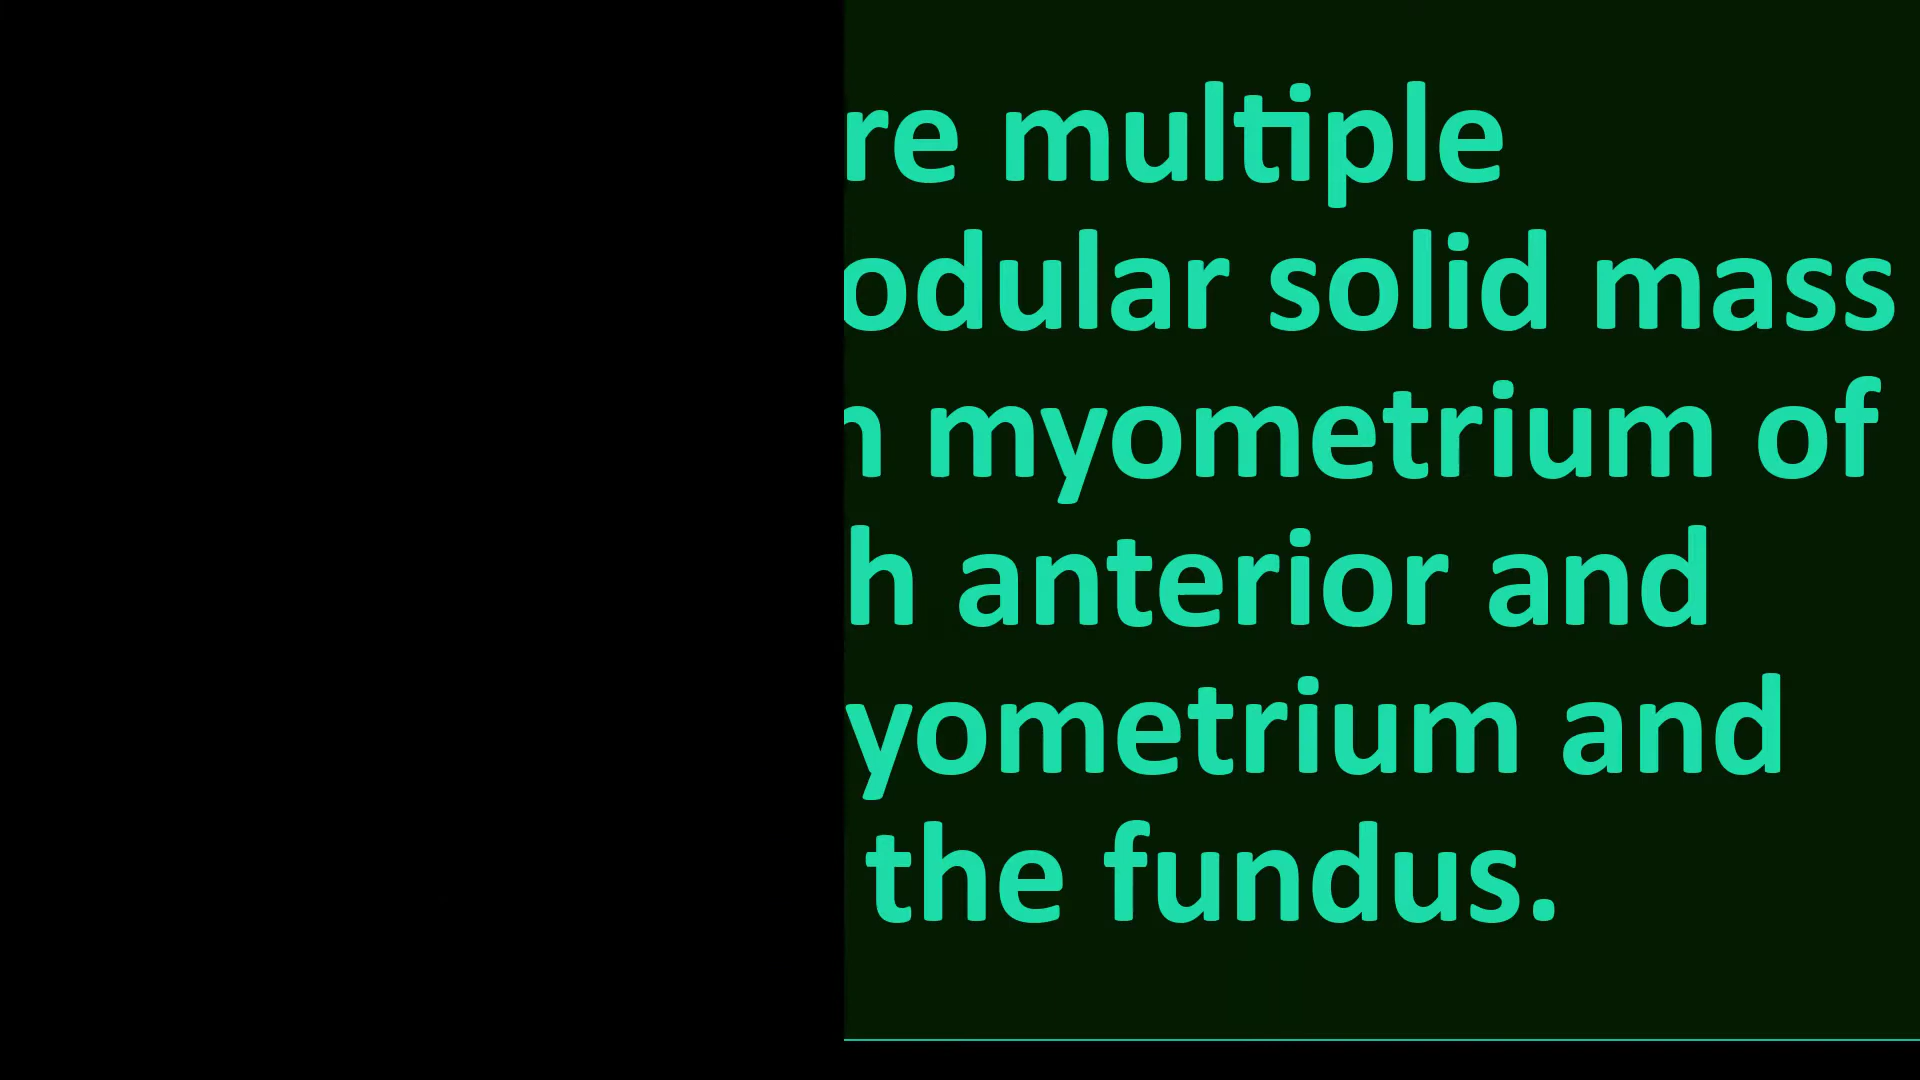 re multiple
odular solid mass
myometrium of
h anterior and
yometrium and
the fundus.